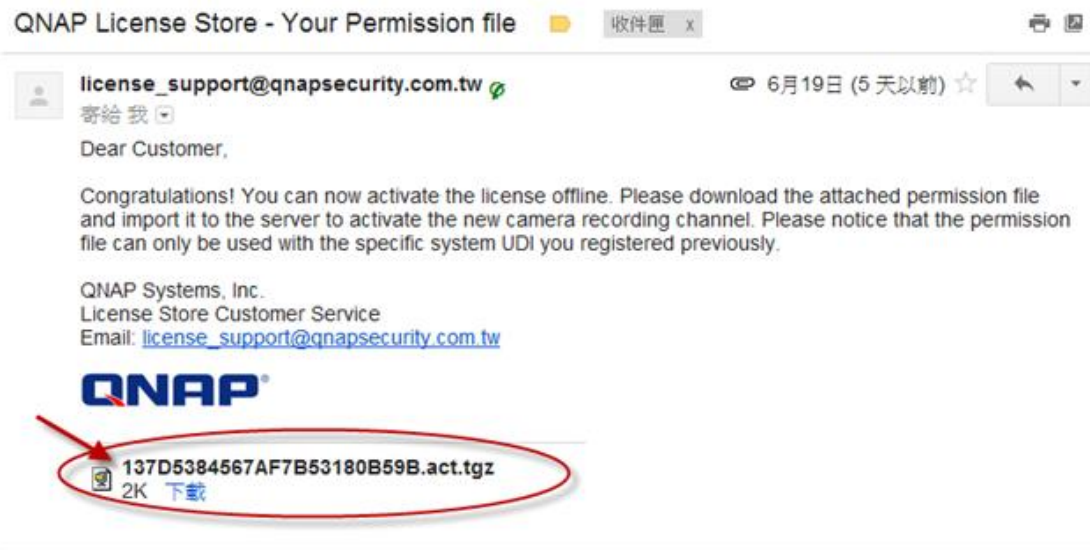 QNAP License Store - Your Permission file 收件匣 x
license_support@qnapsecurity.com.tw 6月19日 (5 天以前)
寄給 我
Dear Customer,
Congratulations! You can now activate the license offline. Please download the attached permission file
and import it to the server to activate the new camera recording channel. Please notice that the permission
file can only be used with the specific system UDI you registered previously.
QNAP Systems, Inc.
License Store Customer Service
Email: license_support@qnapsecurity.com.tw
QNAP
137D5384567AF7B53180B59B.act.tgz
2K 下載